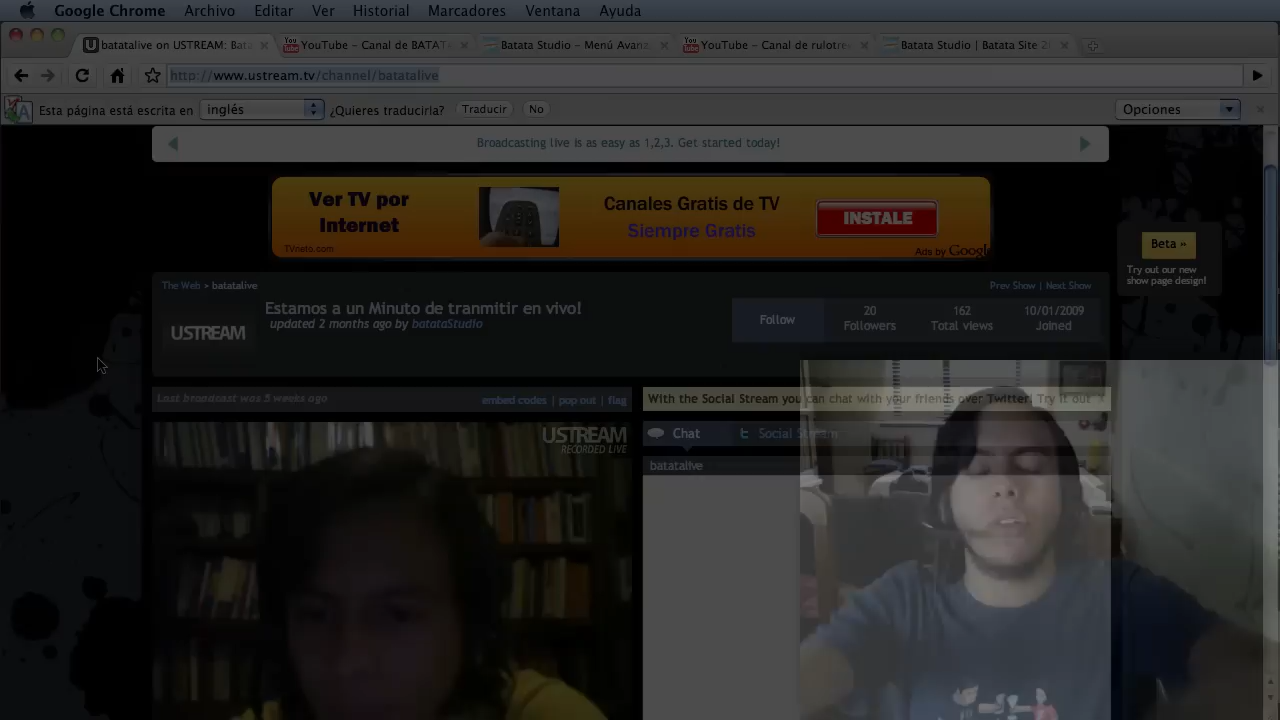 Google Chrome Archivo Editar Ver Historial Marcadores Ventana Ayuda
batatalive on USTREAM: Bata
YouTube – Canal de BATATe
Batata Studio – Menú Avana
YouTube – Canal de rulotree
Batata Studio | Batata Site 2
http://www.ustream.tv/channel/batatalive
Esta página está escrita en inglés ¿Quieres traducirla? Traducir No Opciones
Broadcasting live is as easy as 1,2,3. Get started today!
Ver TV por
Internet
TVneto.com
Canales Gratis de TV
Siempre Gratis
INSTALE
Ads by Google
Beta »
Try out our new
show page design!
The Web > batatalive
Prev Show | Next Show
USTREAM
Estamos a un Minuto de tranmitir en vivo!
updated 2 months ago by batataStudio
Follow
20
Followers
162
Total views
10/01/2009
Joined
Last broadcast was 5 weeks ago
embed codes | pop out | flag
With the Social Stream you can chat with your friends over Twitter! Try it out
USTREAM
RECORDED LIVE
Chat
Social Stream
batatalive